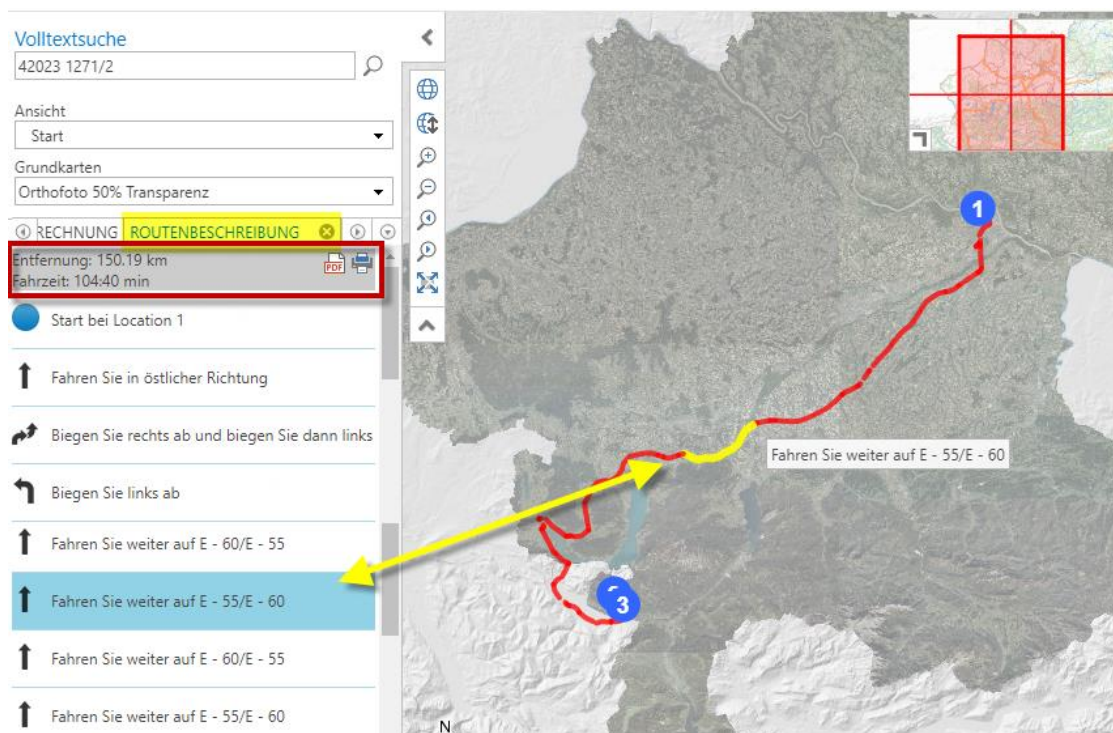 Volltextsuche
42023 1271/2
Ansicht
Start
Grundkarten
Orthofoto 50% Transparenz
RECHNUNG ROUTENBESCHREIBUNG
Entfernung: 150.19 km
Fahrzeit: 104:40 min
PDF
Start bei Location 1
Fahren Sie in östlicher Richtung
Biegen Sie rechts ab und biegen Sie dann links
Biegen Sie links ab
Fahren Sie weiter auf E - 60/E - 55
Fahren Sie weiter auf E - 55/E - 60
Fahren Sie weiter auf E - 60/E - 55
Fahren Sie weiter auf E - 55/E - 60
1
Fahren Sie weiter auf E - 55/E - 60
3
N